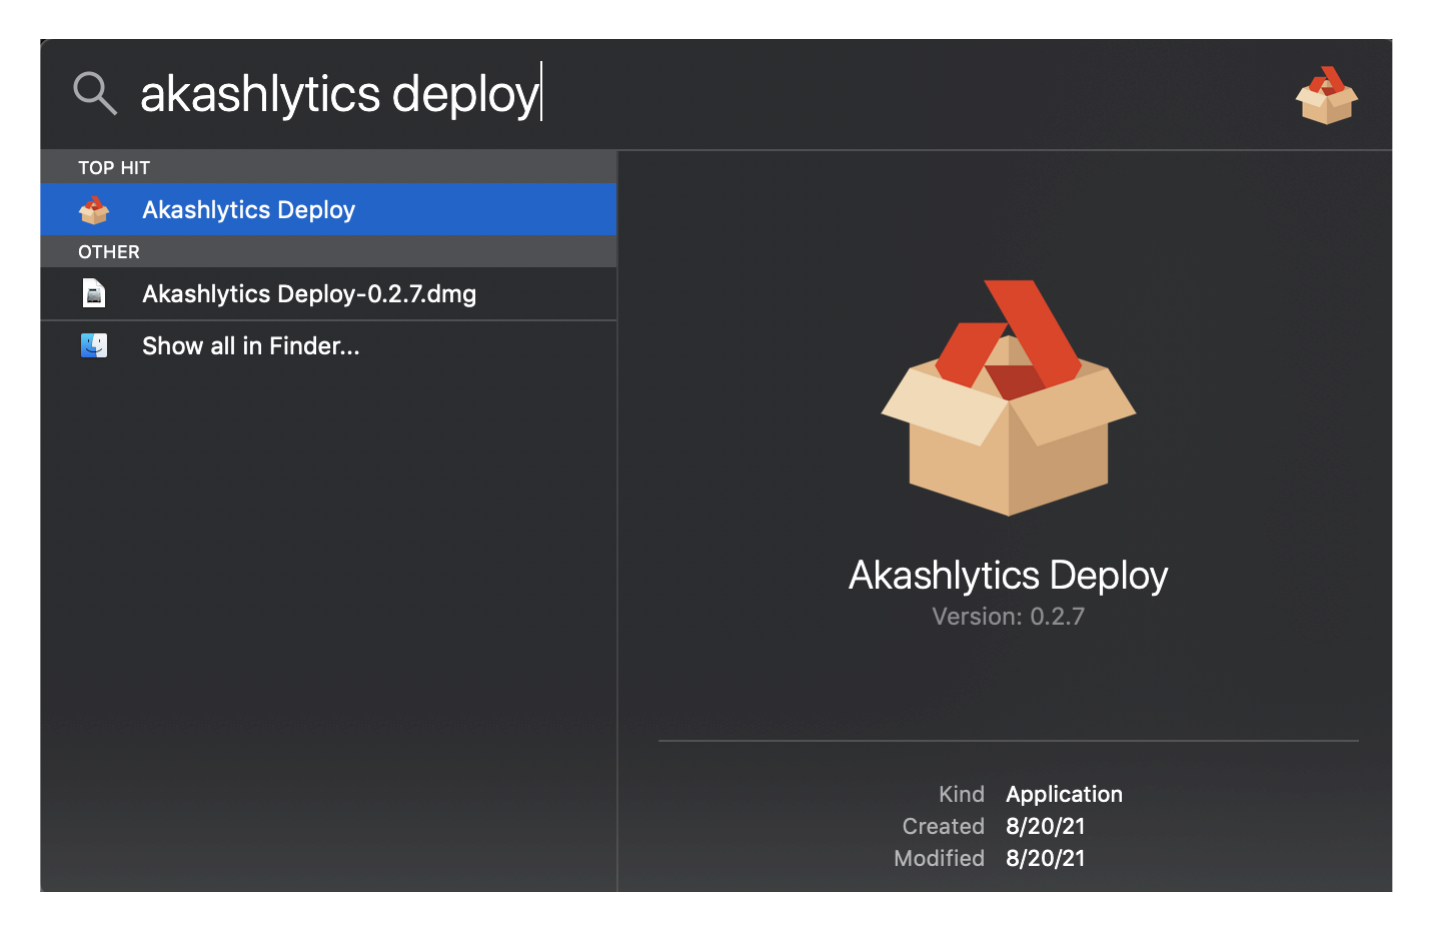 akashlytics deploy
TOP HIT
Akashlytics Deploy
OTHER
Akashlytics Deploy-0.2.7.dmg
Show all in Finder...
Akashlytics Deploy
Version: 0.2.7
Kind Application
Created 8/20/21
Modified 8/20/21